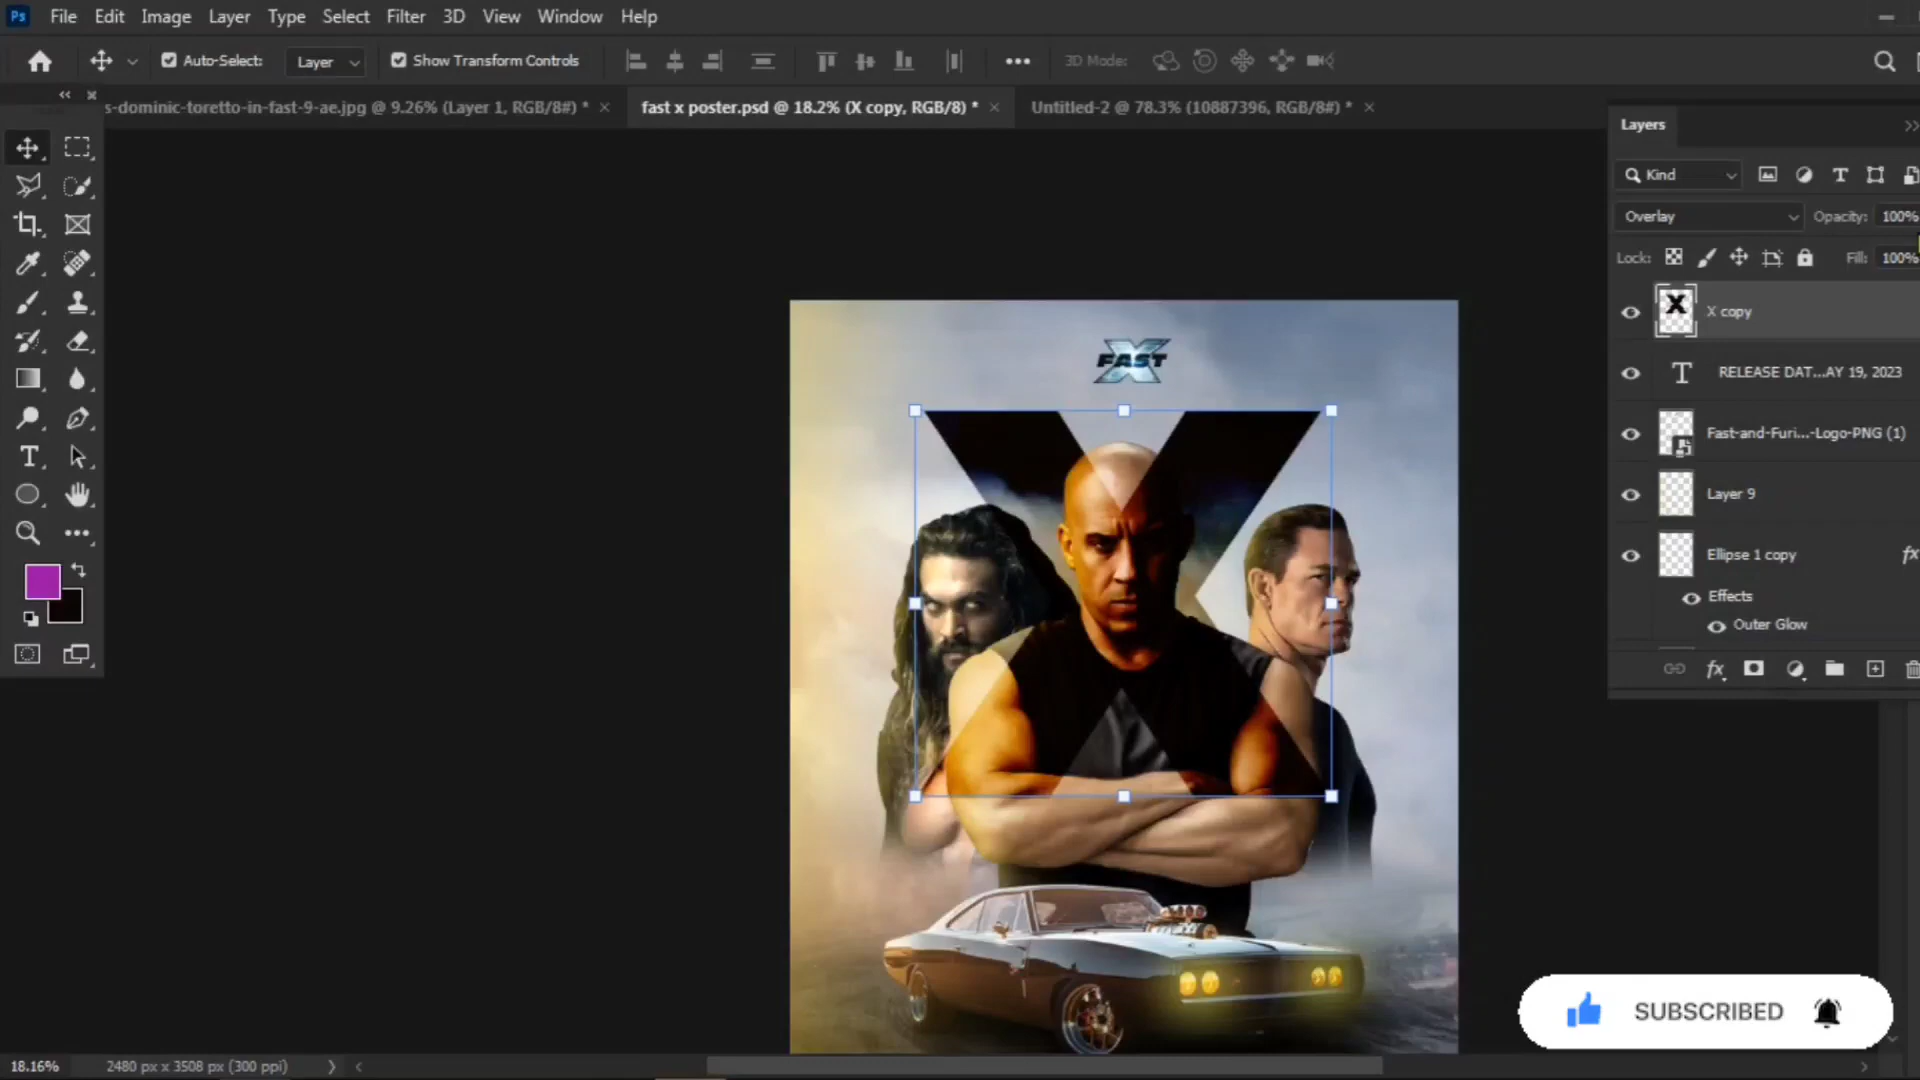 Ps File Edit Image Layer Type Select Filter 3D View Window Help
Auto-Select: Layer Show Transform Controls 3D Mode:
s-dominic-toretto-in-fast-9-ae.jpg @ 9.26% (Layer 1, RGB/8#) * fast x poster.psd @ 18.2% (X copy, RGB/8) * Untitled-2 @ 78.3% (10887396, RGB/8#) *
Layers
Kind
Overlay Opacity: 100%
Lock: Fill: 100%
X copy
RELEASE DAT...AY 19, 2023
Fast-and-Furi...-Logo-PNG (1)
Layer 9
Ellipse 1 copy fx
Effects
Outer Glow
fx
FAST
X
SUBSCRIBED
18.16% 2480 px x 3508 px (300 ppi)